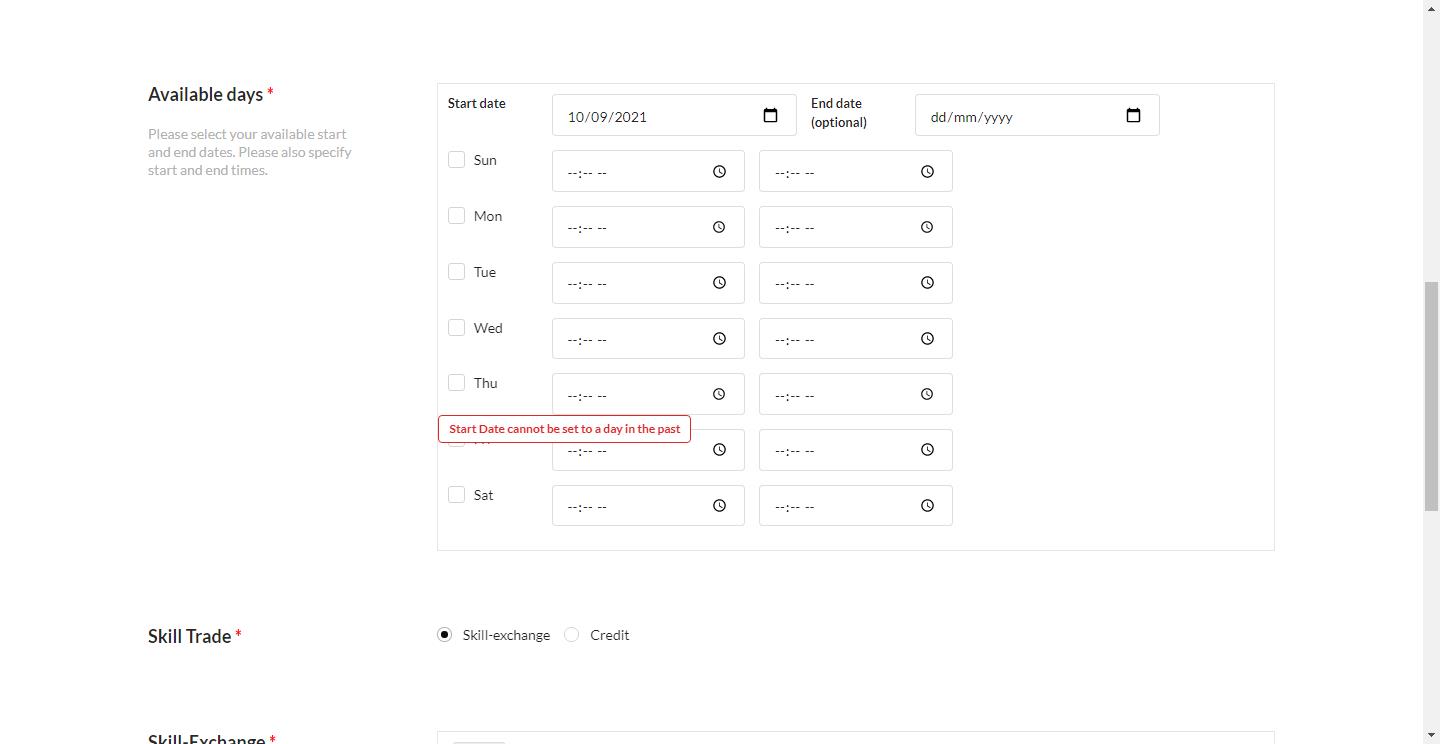 Available days *
Please select your available start
and end dates. Please also specify
start and end times.
Start date
10/09/2021
End date
(optional)
dd/mm/yyyy
Sun
--:-- --
--:-- --
Mon
--:-- --
--:-- --
Tue
--:-- --
--:-- --
Wed
--:-- --
--:-- --
Thu
--:-- --
--:-- --
Start Date cannot be set to a day in the past
--:-- --
--:-- --
Sat
--:-- --
--:-- --
Skill Trade *
Skill-exchange
Credit
Skill-Exchange *